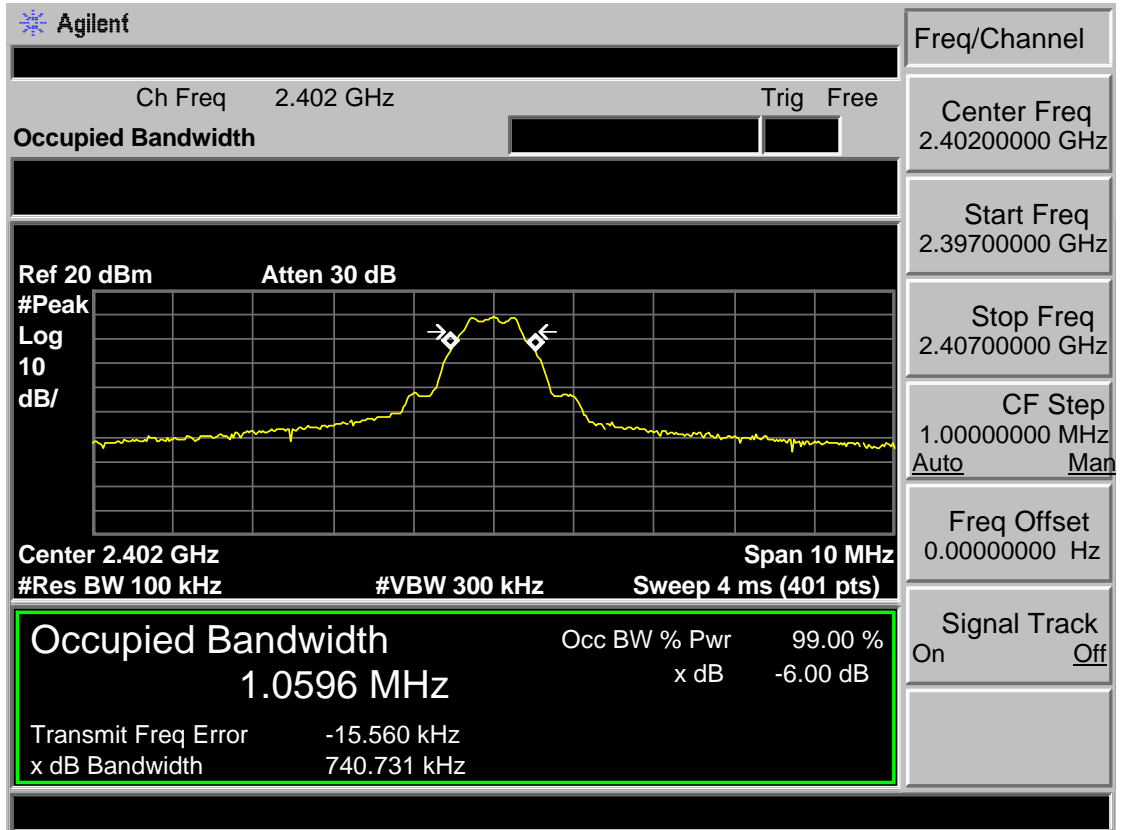 Agilent
Freq/Channel
Ch Freq 2.402 GHz Trig Free
Occupied Bandwidth
Center Freq
2.40200000 GHz
Start Freq
2.39700000 GHz
Stop Freq
2.40700000 GHz
CF Step
1.00000000 MHz
Auto Man
Freq Offset
0.00000000 Hz
Signal Track
On Off
Ref 20 dBm Atten 30 dB
#Peak
Log
10
dB/
Center 2.402 GHz Span 10 MHz
#Res BW 100 kHz #VBW 300 kHz Sweep 4 ms (401 pts)
Occupied Bandwidth Occ BW % Pwr 99.00 %
1.0596 MHz x dB -6.00 dB
Transmit Freq Error -15.560 kHz
x dB Bandwidth 740.731 kHz